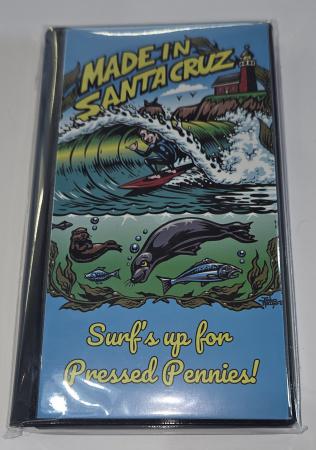 MADE IN
SANTA CRUZ
Surf's up for
Pressed Pennies!